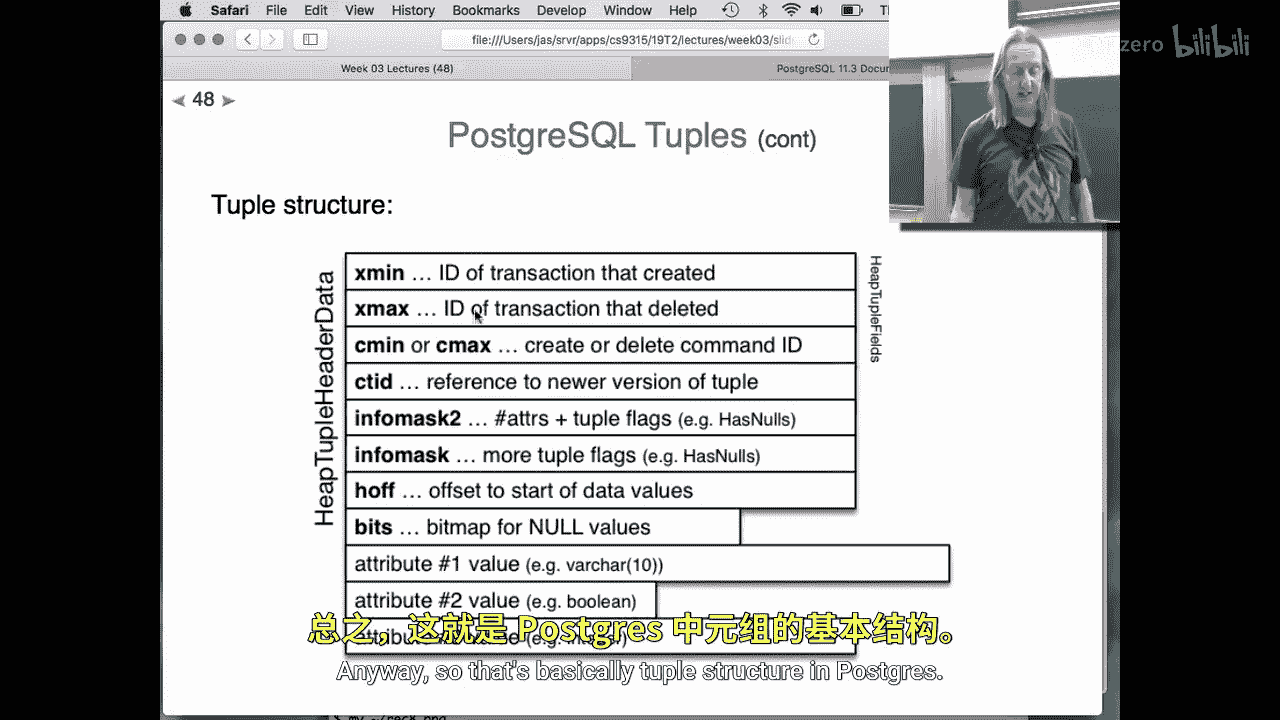 Safari File Edit View History Bookmarks Develop Window Help
zero bilibili
file:///Users/jas/srvr/apps/cs9315/19T2/lectures/week03/slid
Week 03 Lectures (48)
PostgreSQL 11.3 Docu
48
PostgreSQL Tuples (cont)
Tuple structure:
HeapTupleHeaderData
HeapTupleFields
xmin … ID of transaction that created
xmax … ID of transaction that deleted
cmin or cmax … create or delete command ID
ctid … reference to newer version of tuple
infomask2 … #attrs + tuple flags (e.g. HasNulls)
infomask … more tuple flags (e.g. HasNulls)
hoff … offset to start of data values
bits … bitmap for NULL values
attribute #1 value (e.g. varchar(10))
attribute #2 value (e.g. boolean)
总之，这就是 Postgres 中元组的基本结构。
Anyway, so that's basically tuple structure in Postgres.